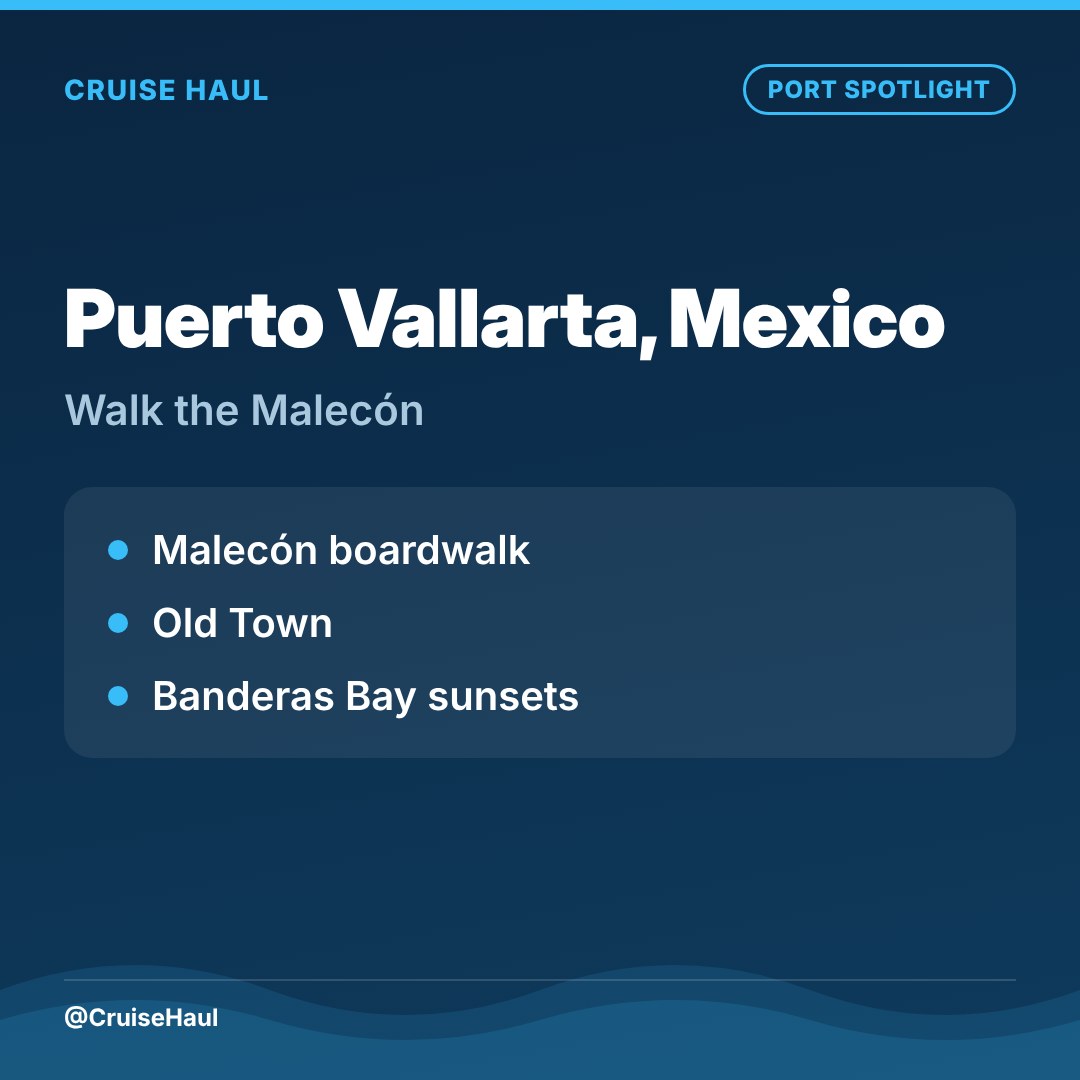 CRUISE HAUL
PORT SPOTLIGHT
Puerto Vallarta, Mexico
Walk the Malecón
Malecón boardwalk
Old Town
Banderas Bay sunsets
@CruiseHaul